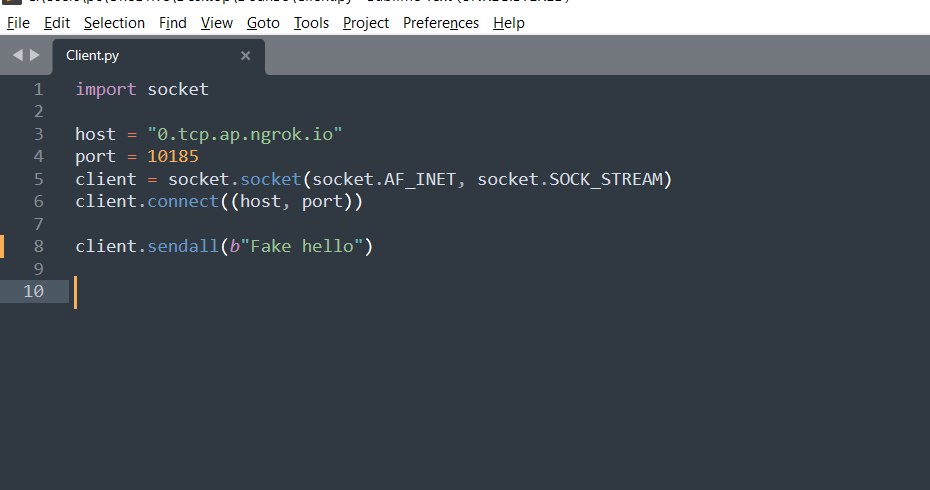 File Edit Selection Find View Goto Tools Project Preferences Help
Client.py ×
1 import socket
2
3 host = "0.tcp.ap.ngrok.io"
4 port = 10185
5 client = socket.socket(socket.AF_INET, socket.SOCK_STREAM)
6 client.connect((host, port))
7
8 client.sendall(b"Fake hello")
9
10